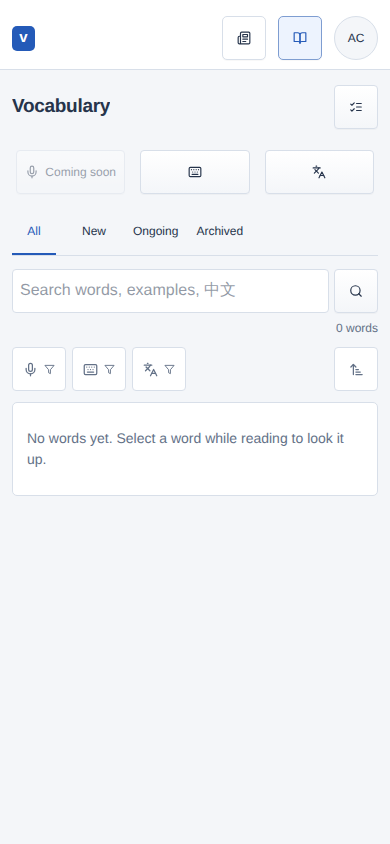 V
AC
Vocabulary
Coming soon
All New Ongoing Archived
Search words, examples, 中文
0 words
No words yet. Select a word while reading to look it
up.